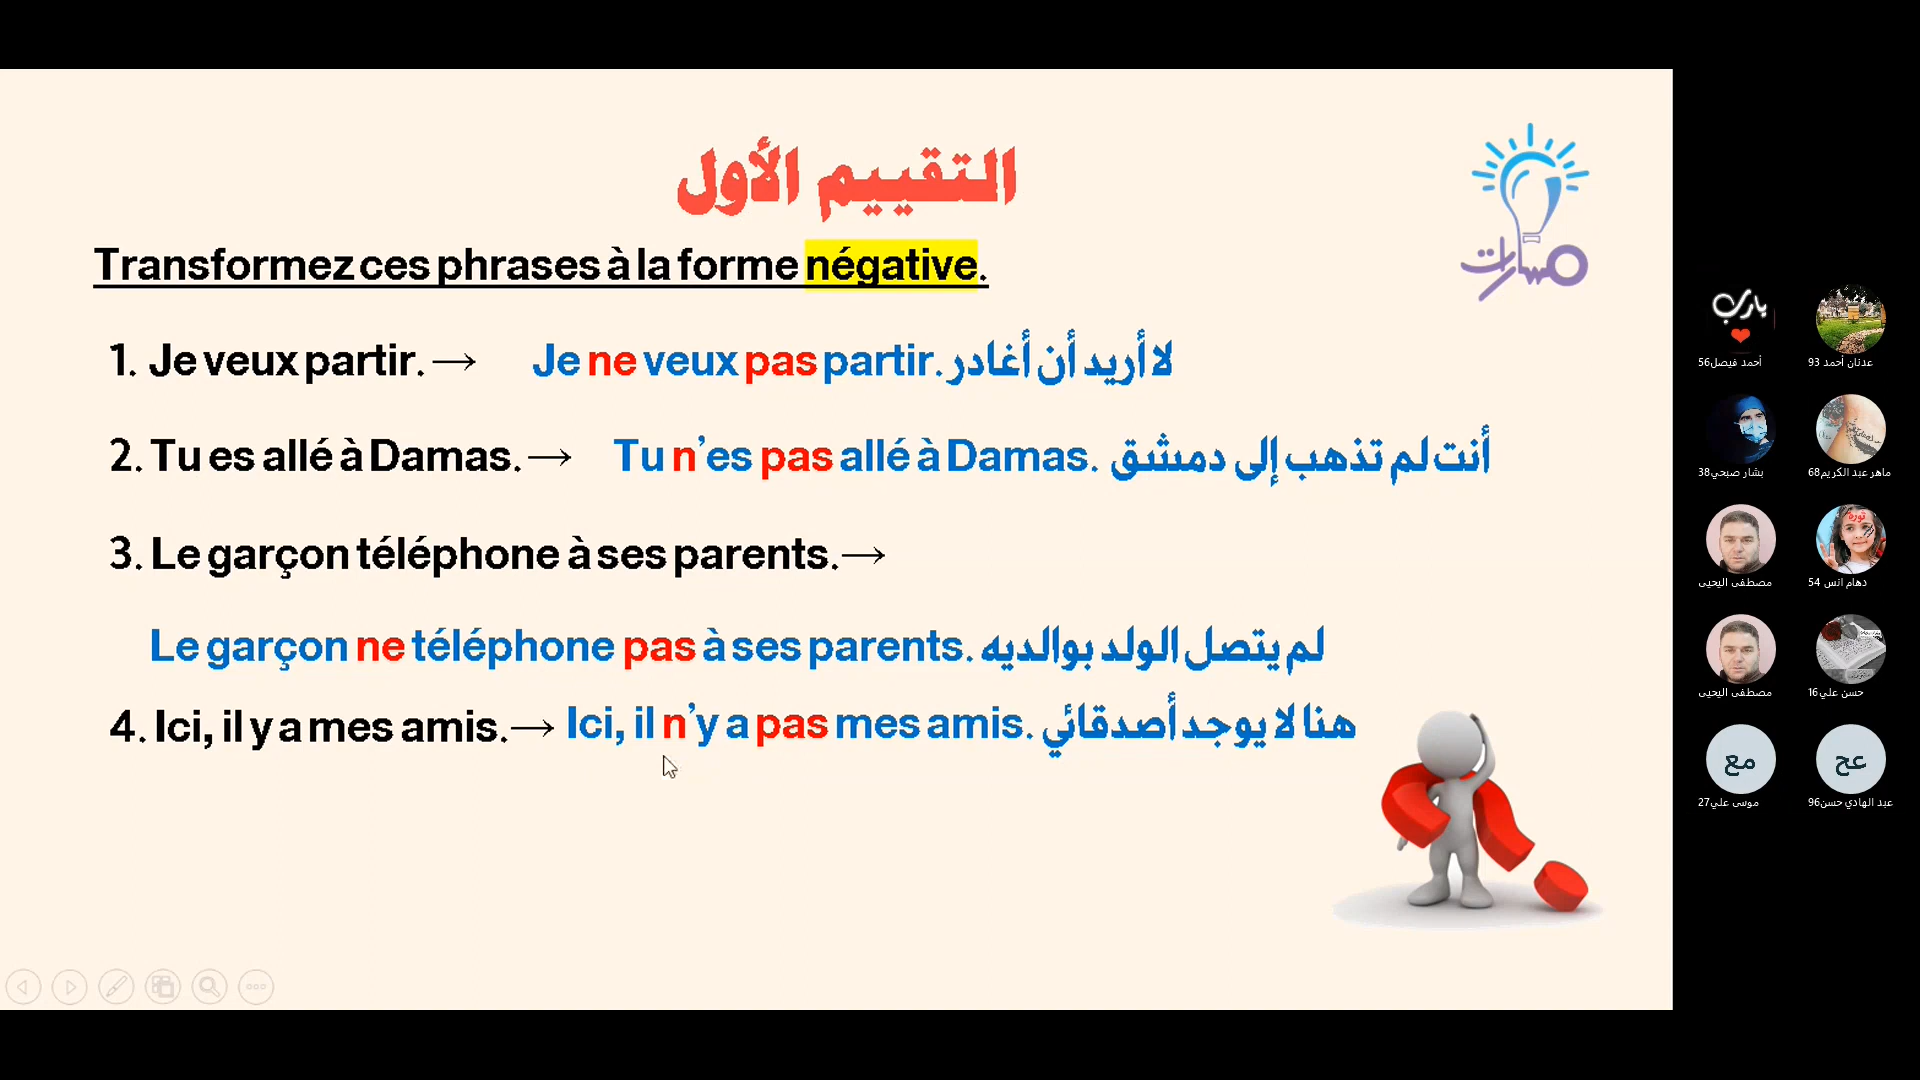 التقييم الأول
مسارات
Transformez ces phrases à la forme négative.
1. Je veux partir. → Je ne veux pas partir. لا أريد أن أغادر
2. Tu es allé à Damas. → Tu n’es pas allé à Damas. أنت لم تذهب إلى دمشق
3. Le garçon téléphone à ses parents. →
Le garçon ne téléphone pas à ses parents. لم يتصل الولد بوالديه
4. Ici, il y a mes amis. → Ici, il n’y a pas mes amis. هنا لا يوجد أصدقائي
يارب
أحمد فيصل56
عدنان أحمد 93
بشار صبحي38
ماهر عبد الكريم68
ثورة
مصطفى اليحيى
دهام انس 54
مصطفى اليحيى
حسن علي16
مع
عح
موسى علي27
عبد الهادي حسن96